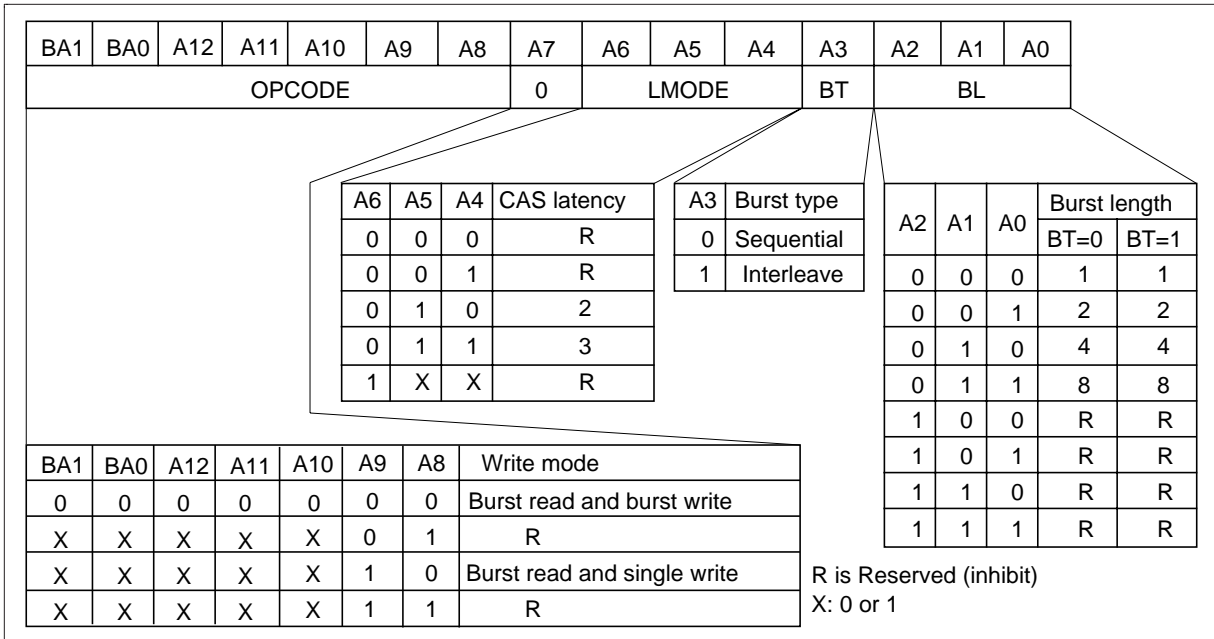 BA1 BA0 A12 A11 A10 A9 A8 A7 A6 A5 A4 A3 A2 A1 A0
OPCODE 0 LMODE BT BL
A6 A5 A4 CAS latency
0 0 0 R
0 0 1 R
0 1 0 2
0 1 1 3
1 X X R
A3 Burst type
0 Sequential
1 Interleave
A2 A1 A0 Burst length
BT=0 BT=1
0 0 0 1 1
0 0 1 2 2
0 1 0 4 4
0 1 1 8 8
1 0 0 R R
1 0 1 R R
1 1 0 R R
1 1 1 R R
BA1 BA0 A12 A11 A10 A9 A8 Write mode
0 0 0 0 0 0 0 Burst read and burst write
X X X X X 0 1 R
X X X X X 1 0 Burst read and single write
X X X X X 1 1 R
R is Reserved (inhibit)
X: 0 or 1